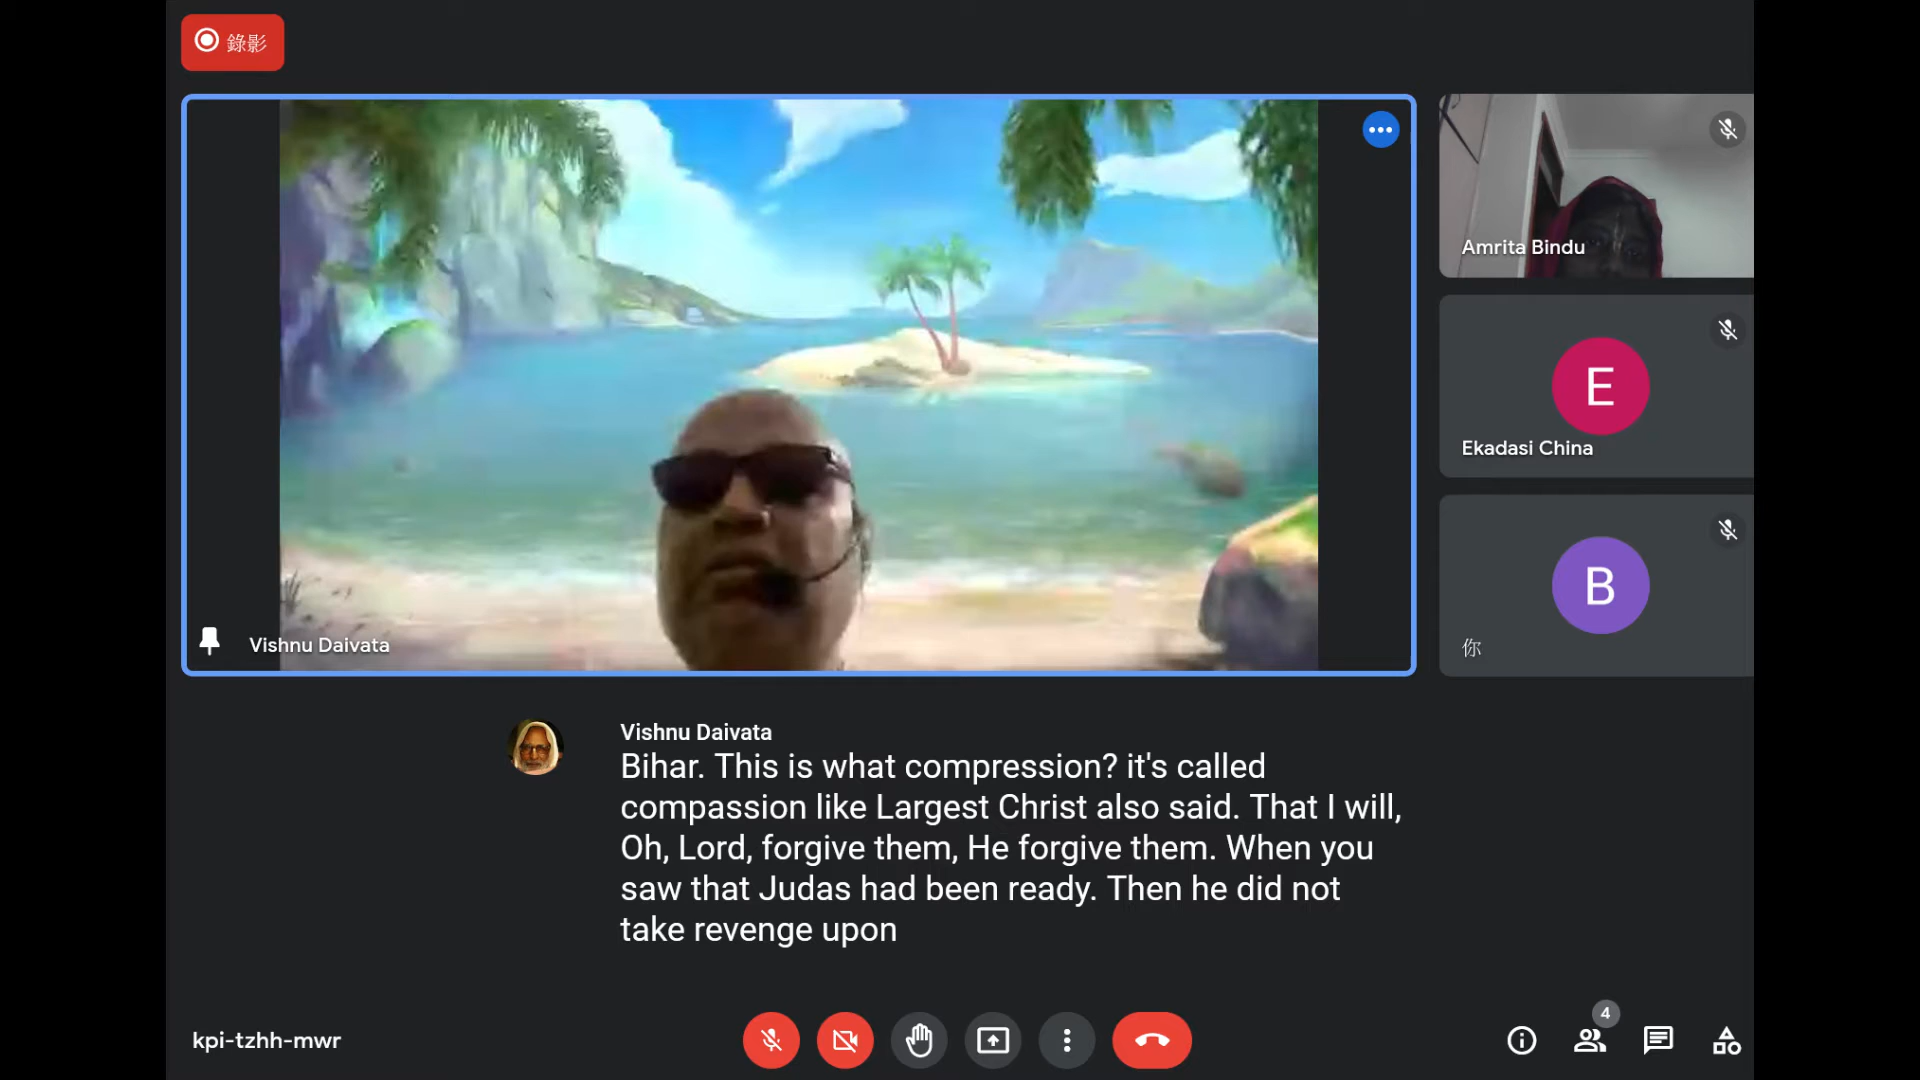 錄影
Amrita Bindu
E
Ekadasi China
B
你
Vishnu Daivata
Vishnu Daivata
Bihar. This is what compression? it's called
compassion like Largest Christ also said. That I will,
Oh, Lord, forgive them, He forgive them. When you
saw that Judas had been ready. Then he did not
take revenge upon
kpi-tzhh-mwr
4